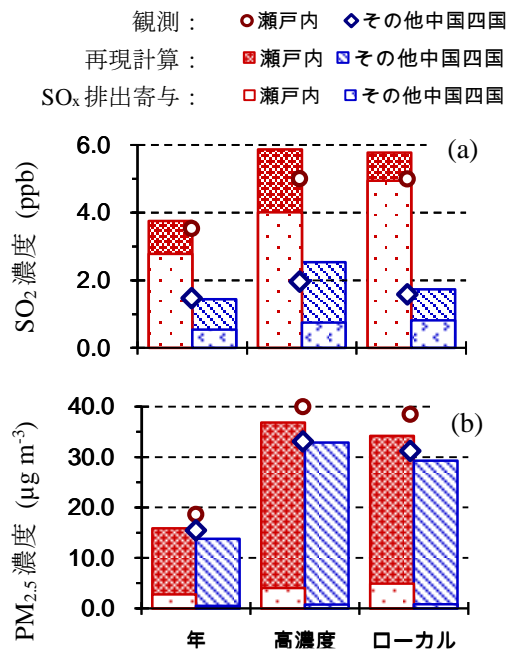 観測： 瀬戸内 その他中国四国
再現計算： 瀬戸内 その他中国四国
SOx 排出寄与： 瀬戸内 その他中国四国
(a)
SO2 濃度 (ppb)
6.0
4.0
2.0
0.0
(b)
PM2.5 濃度 (μg m-3)
40.0
30.0
20.0
10.0
0.0
年 高濃度 ローカル